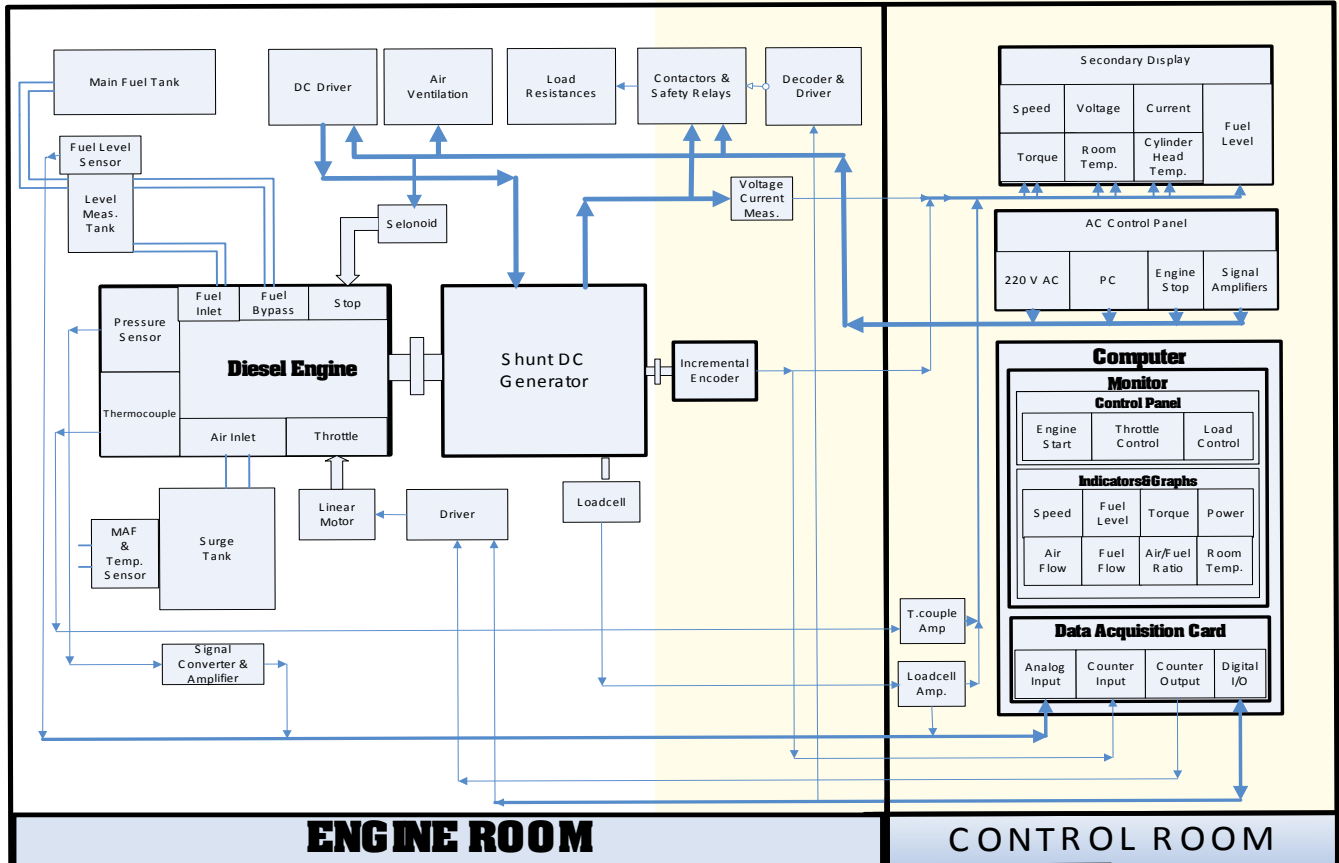 Main Fuel Tank
DC Driver
Air
Ventilation
Load
Resistances
Contactors &
Safety Relays
Decoder &
Driver
Fuel Level
Sensor
Level
Meas.
Tank
Selonoid
Voltage
Current
Meas.
Pressure
Sensor
Fuel
Inlet
Fuel
Bypass
Stop
Diesel Engine
Thermocouple
Air Inlet
Throttle
Shunt DC
Generator
Incremental
Encoder
MAF
&
Temp.
Sensor
Surge
Tank
Linear
Motor
Driver
Loadcell
Signal
Converter &
Amplifier
ENGINE ROOM
Secondary Display
Speed
Voltage
Current
Fuel
Level
Torque
Room
Temp.
Cylinder
Head
Temp.
AC Control Panel
220 V AC
PC
Engine
Stop
Signal
Amplifiers
Computer
Monitor
Control Panel
Engine
Start
Throttle
Control
Load
Control
Indicators&Graphs
Speed
Fuel
Level
Torque
Power
Air
Flow
Fuel
Flow
Air/Fuel
Ratio
Room
Temp.
T.couple
Amp
Loadcell
Amp.
Data Acquisition Card
Analog
Input
Counter
Input
Counter
Output
Digital
I/O
CONTROL ROOM